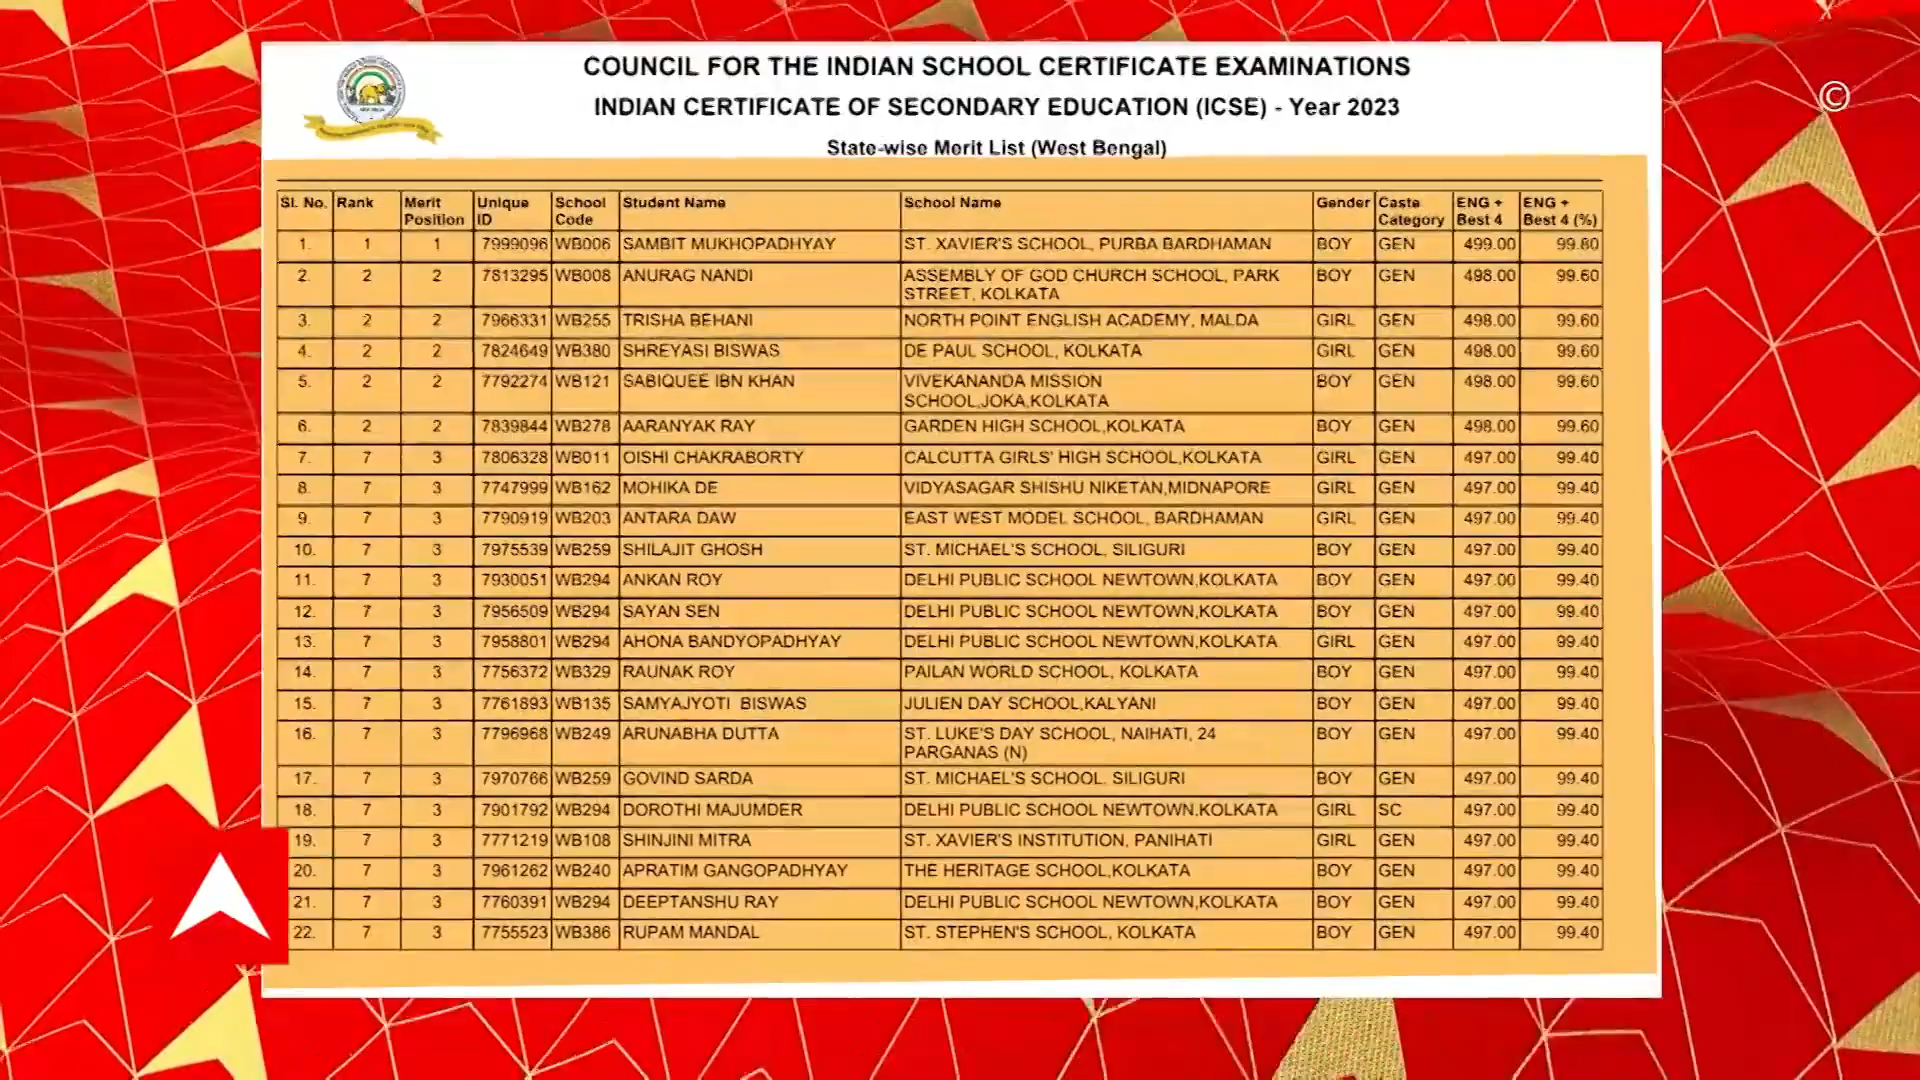 COUNCIL FOR THE INDIAN SCHOOL CERTIFICATE EXAMINATIONS
INDIAN CERTIFICATE OF SECONDARY EDUCATION (ICSE) - Year 2023
©
State-wise Merit List (West Bengal)
Sl. No. Rank Merit Position Unique ID School Code Student Name School Name Gender Caste Category ENG + Best 4 ENG + Best 4 (%)
1. 1 1 7999096 WB006 SAMBIT MUKHOPADHYAY ST. XAVIER'S SCHOOL, PURBA BARDHAMAN BOY GEN 499.00 99.80
2. 2 2 7813295 WB008 ANURAG NANDI ASSEMBLY OF GOD CHURCH SCHOOL, PARK BOY GEN 498.00 99.60
STREET, KOLKATA
3. 2 2 7966331 WB255 TRISHA BEHANI NORTH POINT ENGLISH ACADEMY, MALDA GIRL GEN 498.00 99.60
4. 2 2 7824649 WB380 SHREYASI BISWAS DE PAUL SCHOOL, KOLKATA GIRL GEN 498.00 99.60
5. 2 2 7792274 WB121 SABIQUEE IBN KHAN VIVEKANANDA MISSION BOY GEN 498.00 99.60
SCHOOL,JOKA,KOLKATA
6. 2 2 7839844 WB278 AARANYAK RAY GARDEN HIGH SCHOOL,KOLKATA BOY GEN 498.00 99.60
7. 7 3 7806328 WB011 OISHI CHAKRABORTY CALCUTTA GIRLS' HIGH SCHOOL,KOLKATA GIRL GEN 497.00 99.40
8. 7 3 7747999 WB162 MOHIKA DE VIDYASAGAR SHISHU NIKETAN,MIDNAPORE GIRL GEN 497.00 99.40
9. 7 3 7790919 WB203 ANTARA DAW EAST WEST MODEL SCHOOL, BARDHAMAN GIRL GEN 497.00 99.40
10. 7 3 7975539 WB259 SHILAJIT GHOSH ST. MICHAEL'S SCHOOL, SILIGURI BOY GEN 497.00 99.40
11. 7 3 7930051 WB294 ANKAN ROY DELHI PUBLIC SCHOOL NEWTOWN,KOLKATA BOY GEN 497.00 99.40
12. 7 3 7956509 WB294 SAYAN SEN DELHI PUBLIC SCHOOL NEWTOWN,KOLKATA BOY GEN 497.00 99.40
13. 7 3 7958801 WB294 AHONA BANDYOPADHYAY DELHI PUBLIC SCHOOL NEWTOWN,KOLKATA GIRL GEN 497.00 99.40
14. 7 3 7756372 WB329 RAUNAK ROY PAILAN WORLD SCHOOL, KOLKATA BOY GEN 497.00 99.40
15. 7 3 7761893 WB135 SAMYAJYOTI BISWAS JULIEN DAY SCHOOL,KALYANI BOY GEN 497.00 99.40
16. 7 3 7796968 WB249 ARUNABHA DUTTA ST. LUKE'S DAY SCHOOL, NAIHATI, 24 BOY GEN 497.00 99.40
PARGANAS (N)
17. 7 3 7970766 WB259 GOVIND SARDA ST. MICHAEL'S SCHOOL, SILIGURI BOY GEN 497.00 99.40
18. 7 3 7901792 WB294 DOROTHI MAJUMDER DELHI PUBLIC SCHOOL NEWTOWN,KOLKATA GIRL SC 497.00 99.40
19. 7 3 7771219 WB108 SHINJINI MITRA ST. XAVIER'S INSTITUTION, PANIHATI GIRL GEN 497.00 99.40
20. 7 3 7961262 WB240 APRATIM GANGOPADHYAY THE HERITAGE SCHOOL,KOLKATA BOY GEN 497.00 99.40
21. 7 3 7760391 WB294 DEEPTANSHU RAY DELHI PUBLIC SCHOOL NEWTOWN,KOLKATA BOY GEN 497.00 99.40
22. 7 3 7755523 WB386 RUPAM MANDAL ST. STEPHEN'S SCHOOL, KOLKATA BOY GEN 497.00 99.40